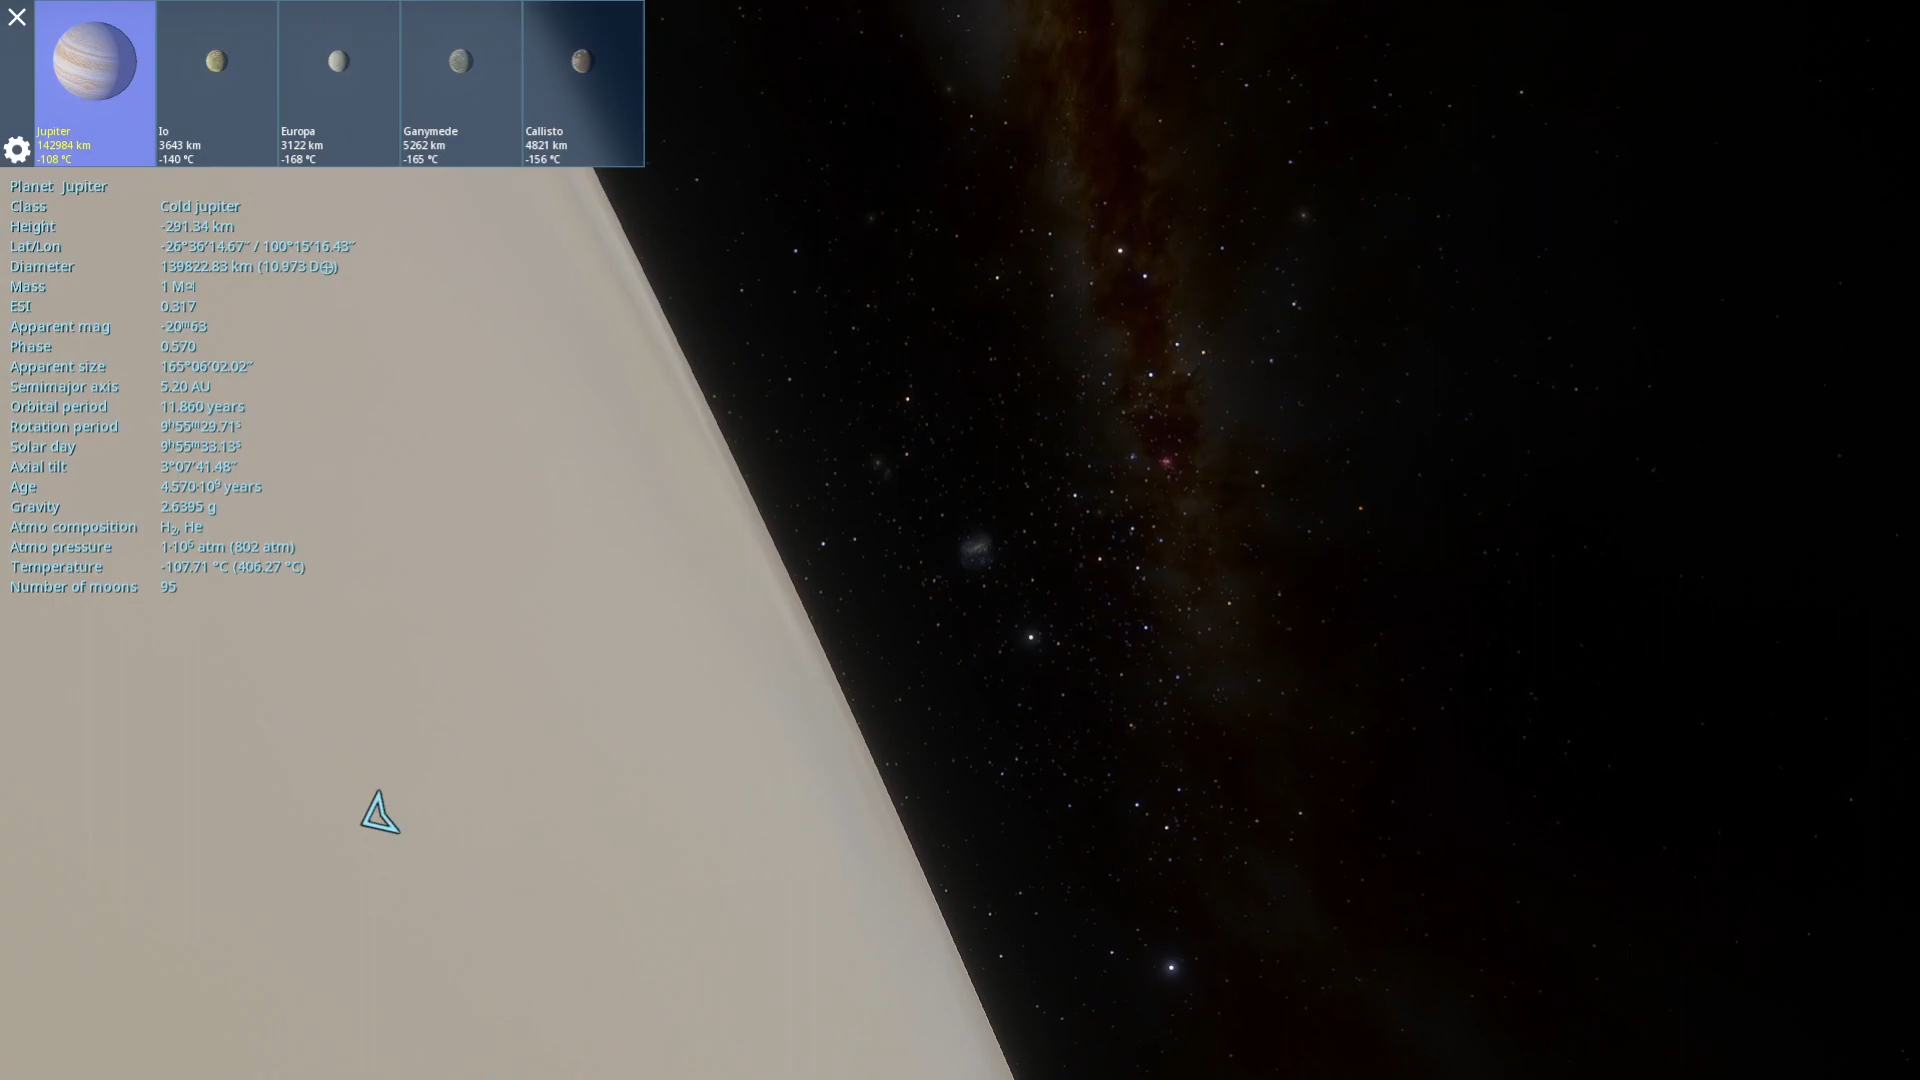 Jupiter
142984 km
-108 °C
Io
3643 km
-140 °C
Europa
3122 km
-168 °C
Ganymede
5262 km
-165 °C
Callisto
4821 km
-156 °C
Planet Jupiter
Class Cold jupiter
Height -291.34 km
Lat/Lon -26°36′14.67″ / 100°15′16.43″
Diameter 139822.83 km (10.973 D⊕)
Mass 1 M♃
ESI 0.317
Apparent mag -20ᵐ63
Phase 0.570
Apparent size 165°06′02.02″
Semimajor axis 5.20 AU
Orbital period 11.860 years
Rotation period 9ʰ55ᵐ29.71ˢ
Solar day 9ʰ55ᵐ33.13ˢ
Axial tilt 3°07′41.48″
Age 4.570·10⁹ years
Gravity 2.6395 g
Atmo composition H₂, He
Atmo pressure (802 atm)
Temperature -107.71 °C (406.27 °C)
Number of moons 95